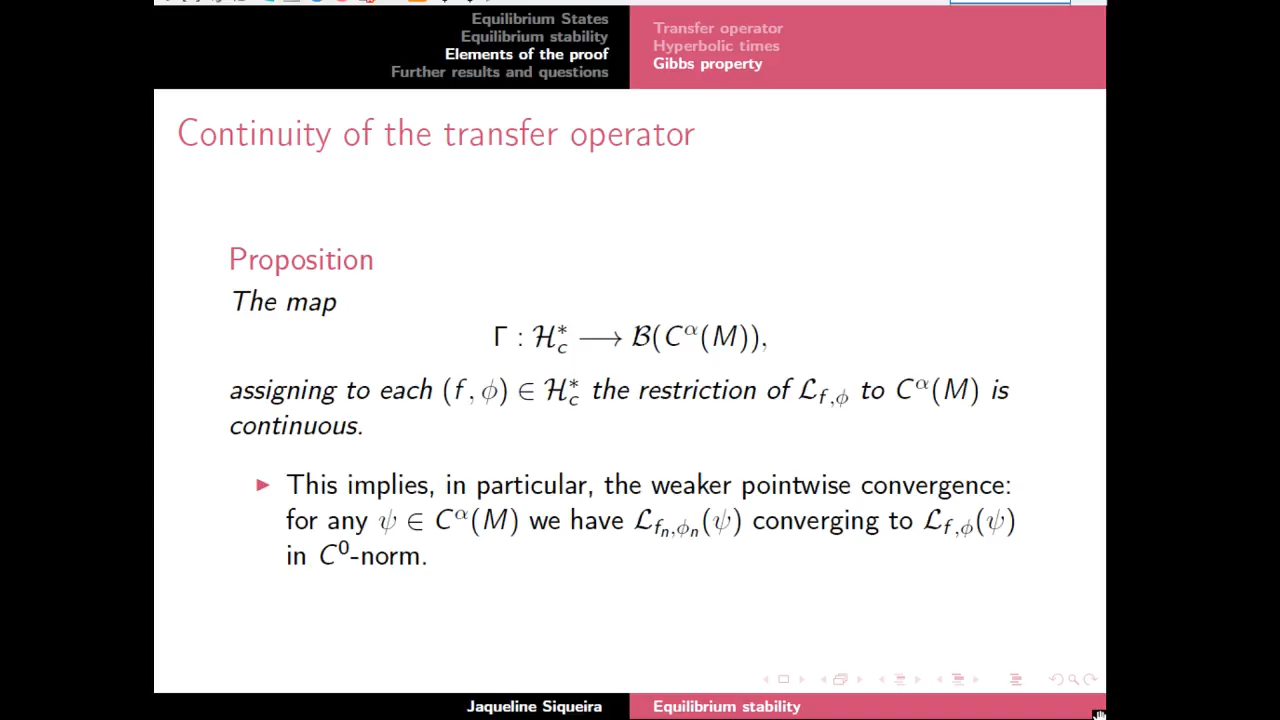 Equilibrium States
Equilibrium stability
Elements of the proof
Further results and questions
Transfer operator
Hyperbolic times
Gibbs property
Continuity of the transfer operator
Proposition
The map
Γ : ℋ*_c ⟶ ℬ(C^α(M)),
assigning to each (f, ϕ) ∈ ℋ*_c the restriction of ℒ_{f,ϕ} to C^α(M) is
continuous.
▶ This implies, in particular, the weaker pointwise convergence:
for any ψ ∈ C^α(M) we have ℒ_{f_n,ϕ_n}(ψ) converging to ℒ_{f,ϕ}(ψ)
in C^0-norm.
Jaqueline Siqueira
Equilibrium stability